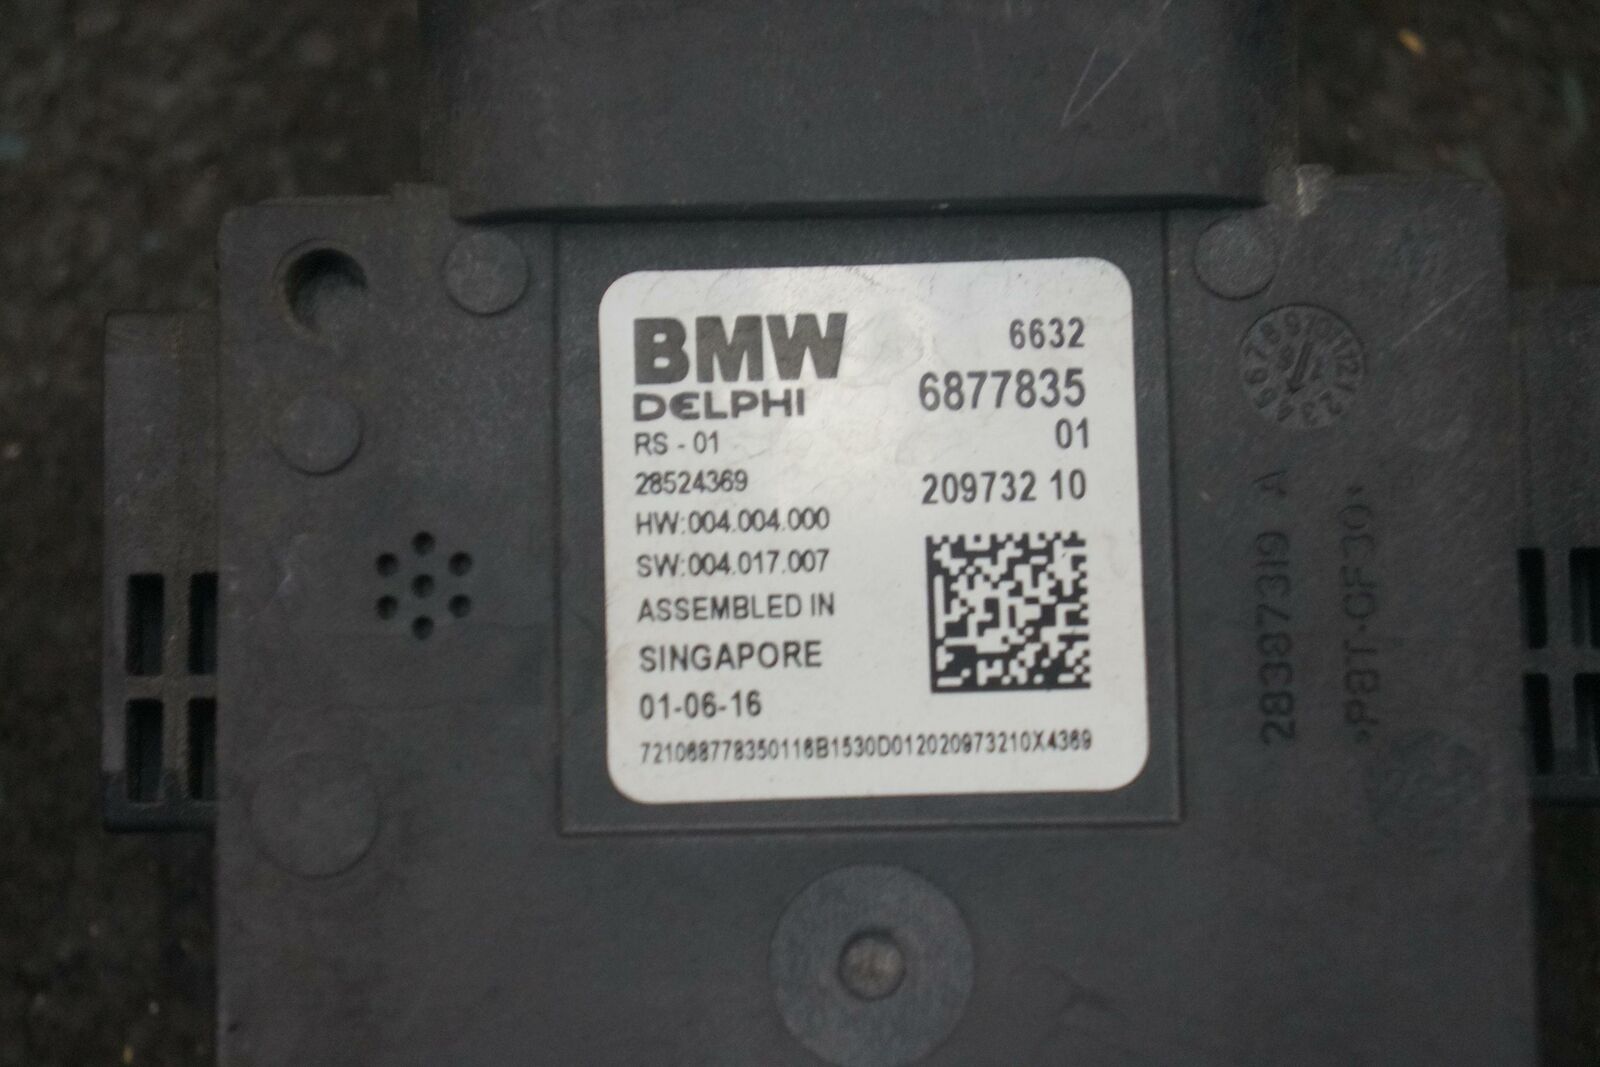 BMW
DELPHI
RS - 01
28524369
HW:004.004.000
SW:004.017.007
ASSEMBLED IN
SINGAPORE
01-06-16
6632
6877835
01
209732 10
721068778350116B1530D012020973210X4369
28387319 A
>PBT-GF30<